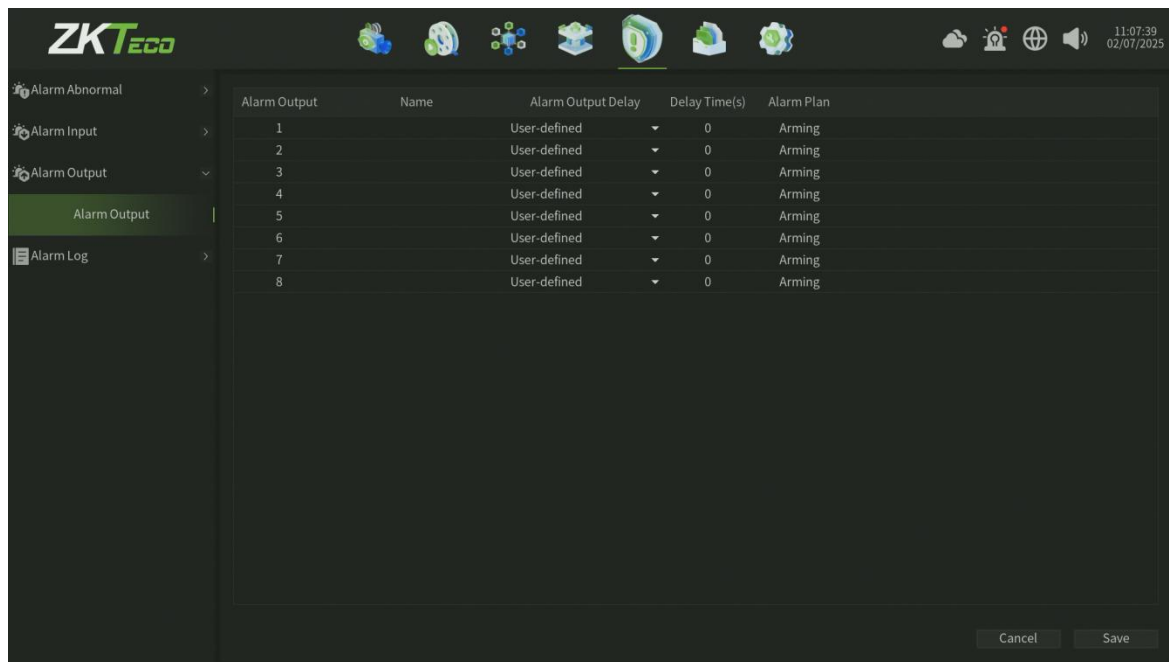 ZKTECO
11:07:39
02/07/2025
Alarm Abnormal
Alarm Input
Alarm Output
Alarm Output
Alarm Log
Alarm Output Name Alarm Output Delay Delay Time(s) Alarm Plan
1 User-defined 0 Arming
2 User-defined 0 Arming
3 User-defined 0 Arming
4 User-defined 0 Arming
5 User-defined 0 Arming
6 User-defined 0 Arming
7 User-defined 0 Arming
8 User-defined 0 Arming
Cancel Save